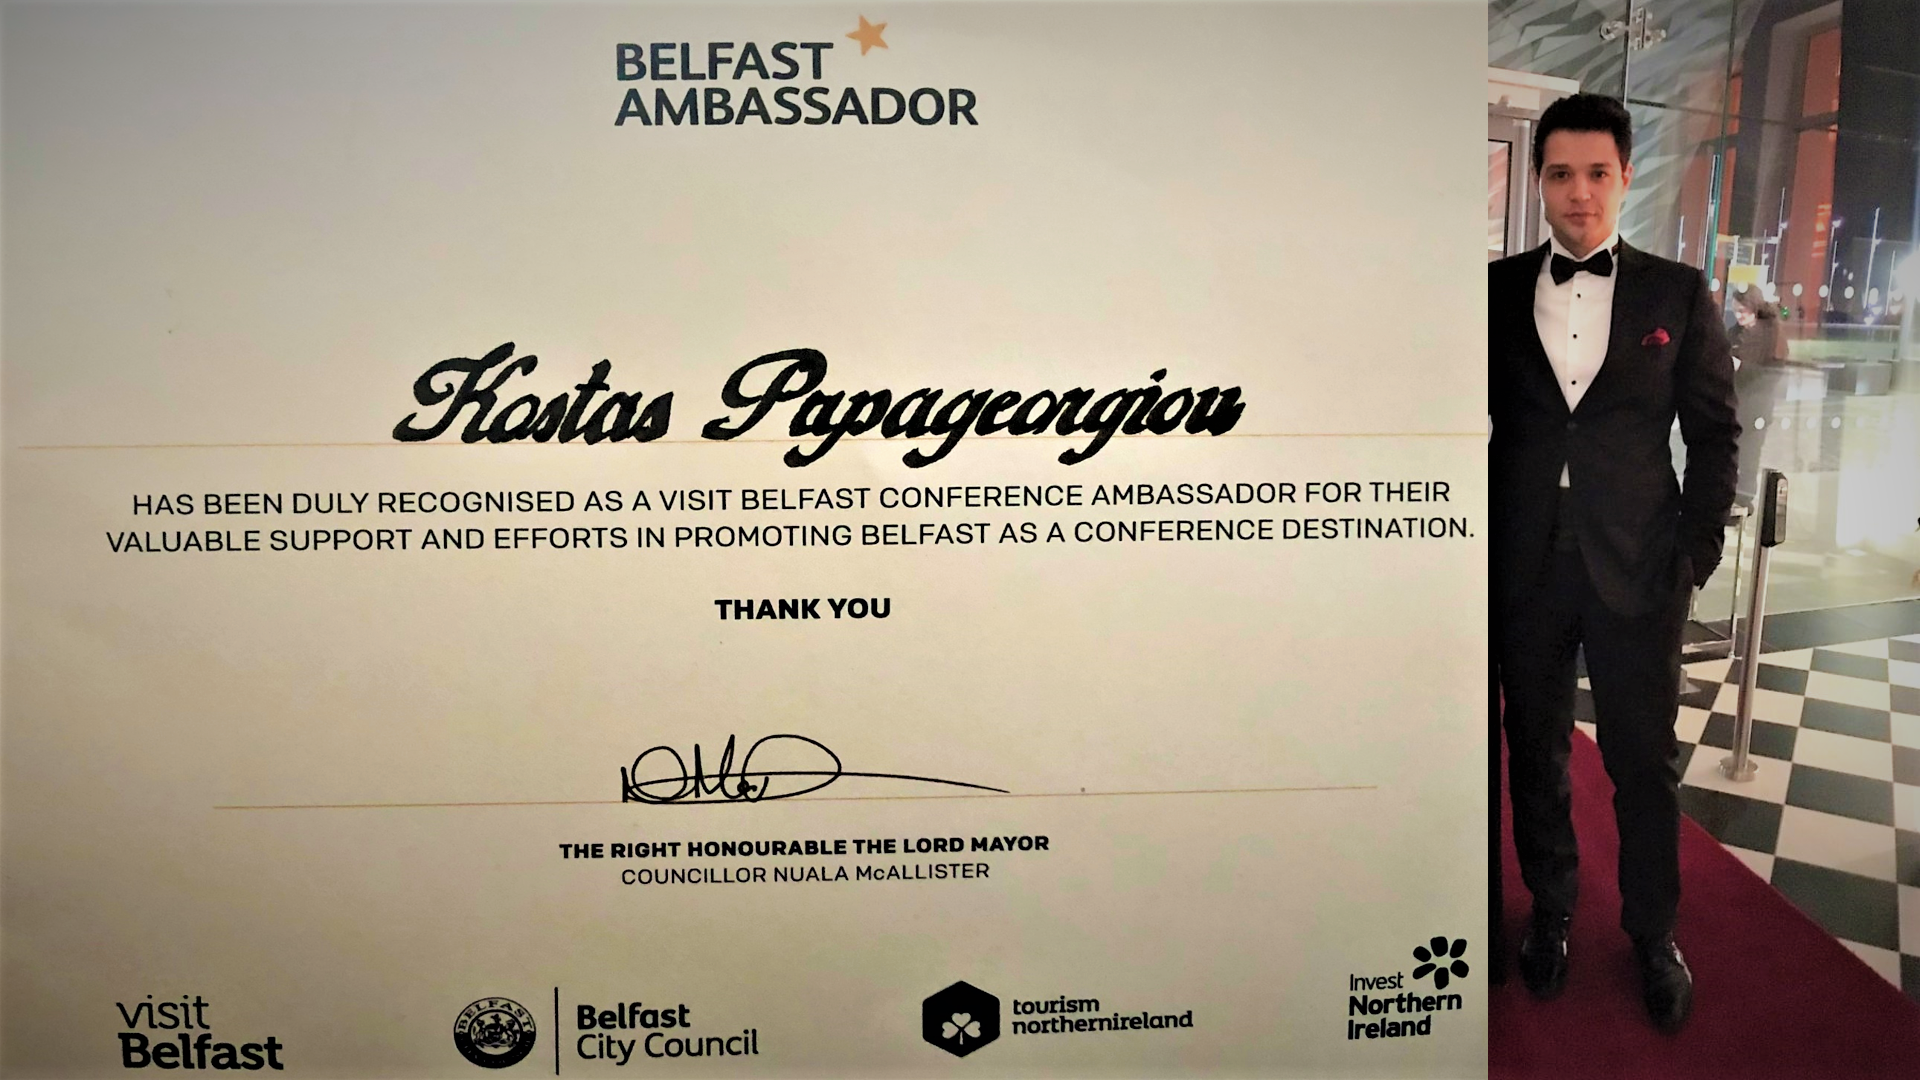 BELFAST
AMBASSADOR
Kostas Papageorgiou
HAS BEEN DULY RECOGNISED AS A VISIT BELFAST CONFERENCE AMBASSADOR FOR THEIR
VALUABLE SUPPORT AND EFFORTS IN PROMOTING BELFAST AS A CONFERENCE DESTINATION.
THANK YOU
THE RIGHT HONOURABLE THE LORD MAYOR
COUNCILLOR NUALA McALLISTER
visit
Belfast
BELFAST
Belfast
City Council
tourism
northernireland
Invest
Northern
Ireland